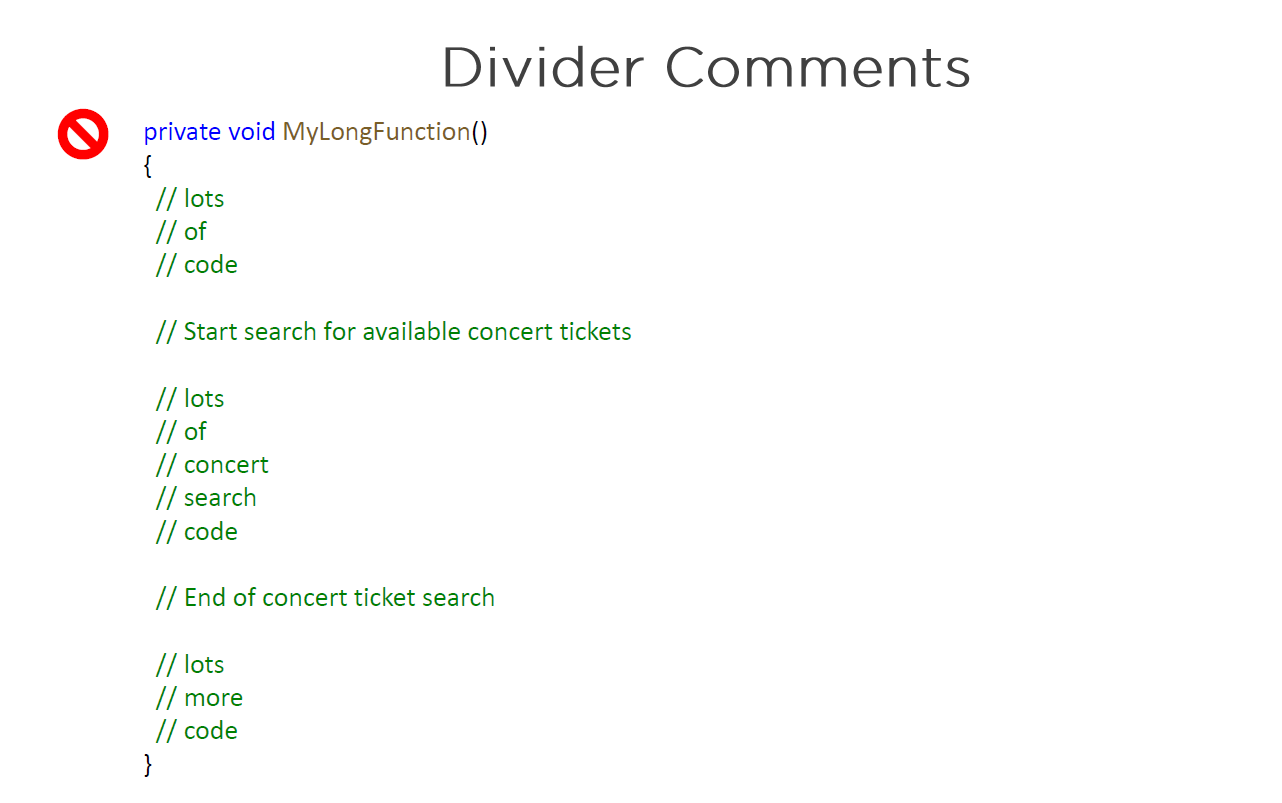 Divider Comments
private void MyLongFunction()
{
// lots
// of
// code
// Start search for available concert tickets
// lots
// of
// concert
// search
// code
// End of concert ticket search
// lots
// more
// code
}